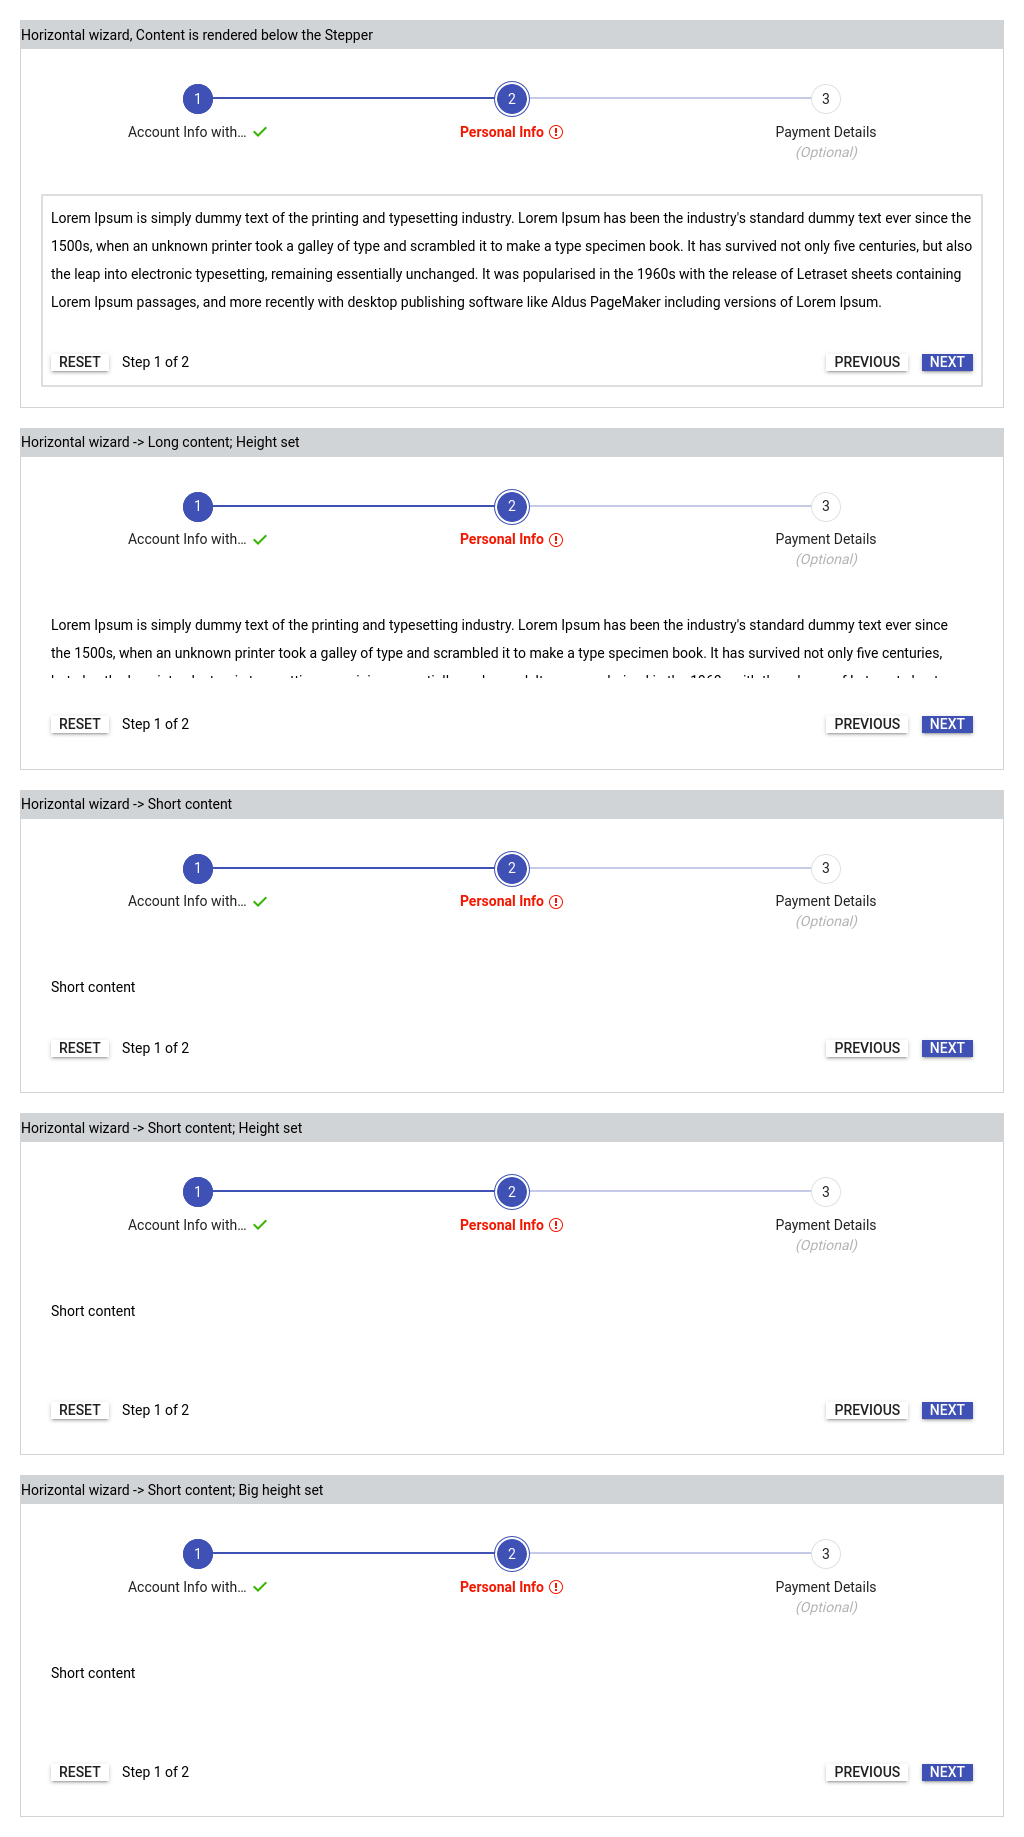 Horizontal wizard, Content is rendered below the Stepper
1 2 3
Account Info with... Personal Info Payment Details
(Optional)
Lorem Ipsum is simply dummy text of the printing and typesetting industry. Lorem Ipsum has been the industry's standard dummy text ever since the
1500s, when an unknown printer took a galley of type and scrambled it to make a type specimen book. It has survived not only five centuries, but also
the leap into electronic typesetting, remaining essentially unchanged. It was popularised in the 1960s with the release of Letraset sheets containing
Lorem Ipsum passages, and more recently with desktop publishing software like Aldus PageMaker including versions of Lorem Ipsum.
RESET Step 1 of 2 PREVIOUS NEXT
Horizontal wizard -> Long content; Height set
1 2 3
Account Info with... Personal Info Payment Details
(Optional)
Lorem Ipsum is simply dummy text of the printing and typesetting industry. Lorem Ipsum has been the industry's standard dummy text ever since
the 1500s, when an unknown printer took a galley of type and scrambled it to make a type specimen book. It has survived not only five centuries,
RESET Step 1 of 2 PREVIOUS NEXT
Horizontal wizard -> Short content
1 2 3
Account Info with... Personal Info Payment Details
(Optional)
Short content
RESET Step 1 of 2 PREVIOUS NEXT
Horizontal wizard -> Short content; Height set
1 2 3
Account Info with... Personal Info Payment Details
(Optional)
Short content
RESET Step 1 of 2 PREVIOUS NEXT
Horizontal wizard -> Short content; Big height set
1 2 3
Account Info with... Personal Info Payment Details
(Optional)
Short content
RESET Step 1 of 2 PREVIOUS NEXT